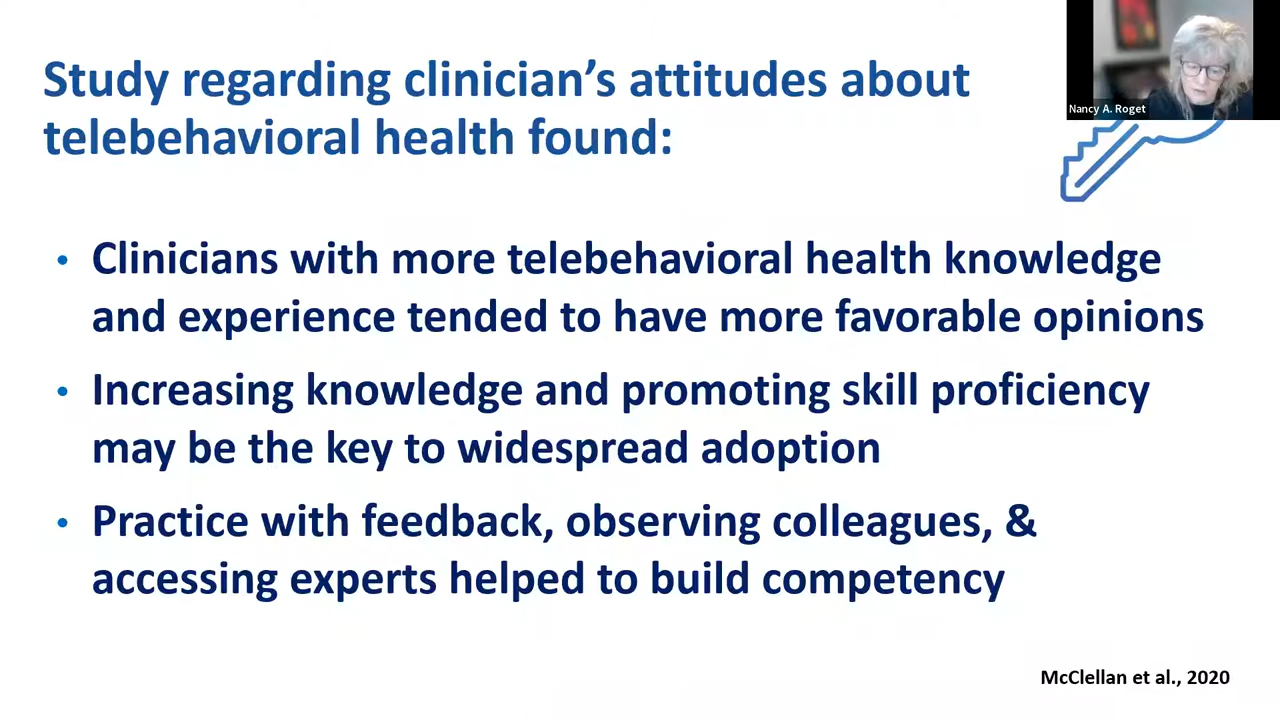 Study regarding clinician's attitudes about
telebehavioral health found:
Nancy A. Roget
• Clinicians with more telebehavioral health knowledge
and experience tended to have more favorable opinions
• Increasing knowledge and promoting skill proficiency
may be the key to widespread adoption
• Practice with feedback, observing colleagues, &
accessing experts helped to build competency
McClellan et al., 2020